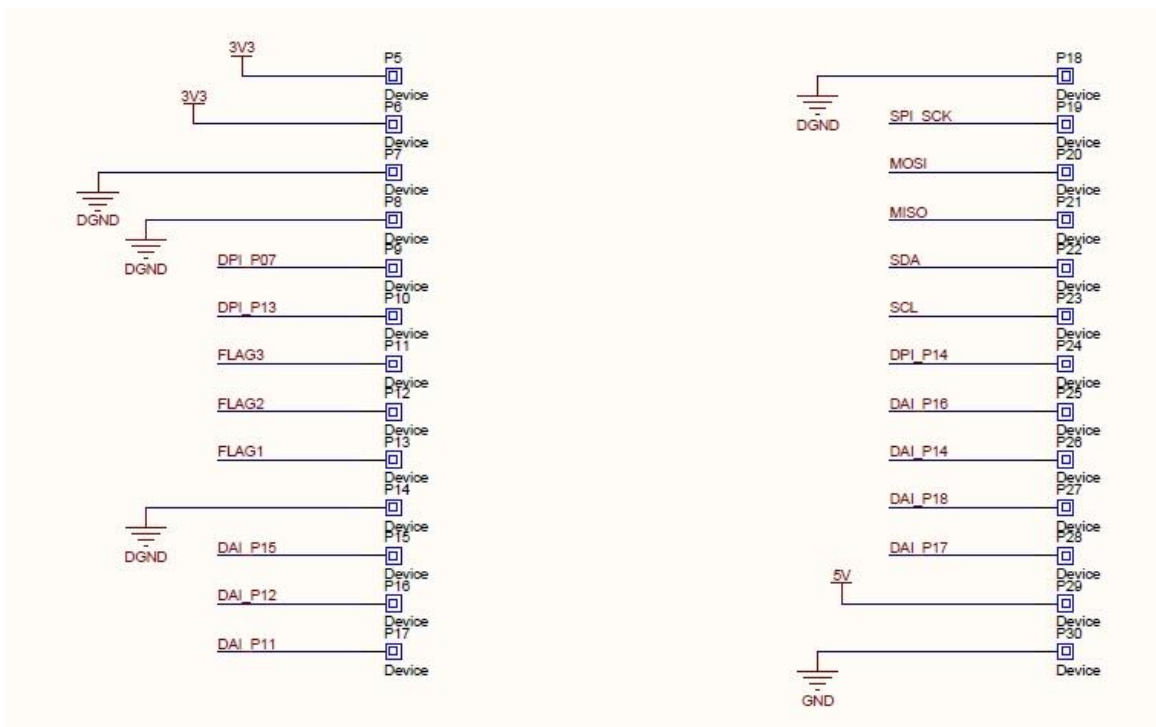 3V3
P5
Device
3V3
P6
Device
P7
Device
DGND
P8
Device
DGND
DPI_P07
P9
Device
DPI_P13
P10
Device
FLAG3
P11
Device
FLAG2
P12
Device
FLAG1
P13
Device
P14
Device
DGND
DAI_P15
P15
Device
DAI_P12
P16
Device
DAI_P11
P17
Device
P18
Device
DGND
SPI_SCK
P19
Device
MOSI
P20
Device
MISO
P21
Device
SDA
P22
Device
SCL
P23
Device
DPI_P14
P24
Device
DAI_P16
P25
Device
DAI_P14
P26
Device
DAI_P18
P27
Device
DAI_P17
P28
Device
5V
P29
Device
P30
Device
GND